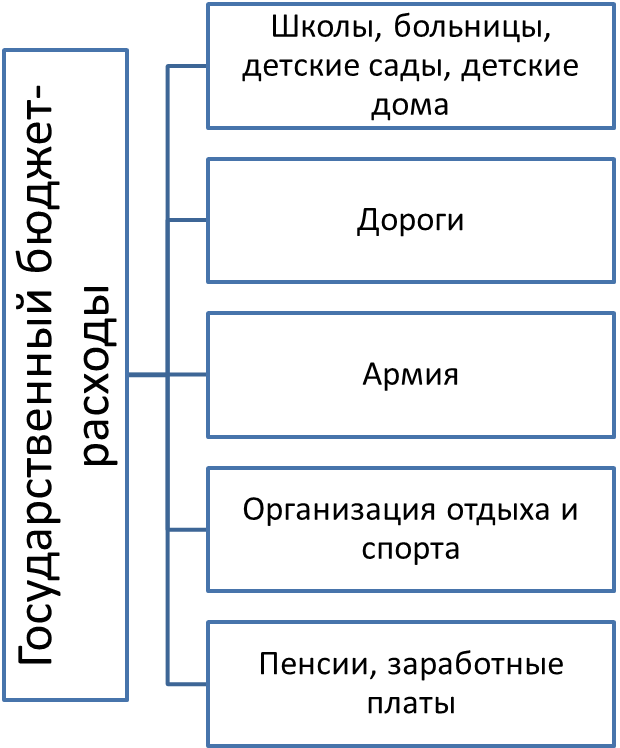 Государственный бюджет-
расходы
Школы, больницы,
детские сады, детские
дома
Дороги
Армия
Организация отдыха и
спорта
Пенсии, заработные
платы